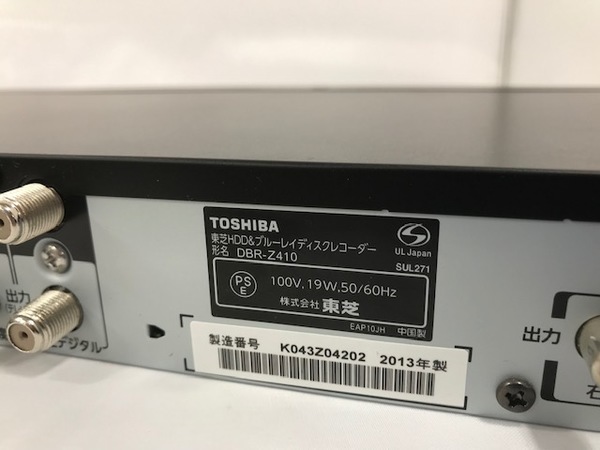 TOSHIBA
東芝HDD&ブルーレイディスクレコーダー
形名 DBR-Z410
S
UL Japan
SUL271
PS
E
100V, 19W, 50/60Hz
株式会社 東芝
EAP10JH 中国製
製造番号 K043Z04202 2013年製
出力
デジタル
出力
右